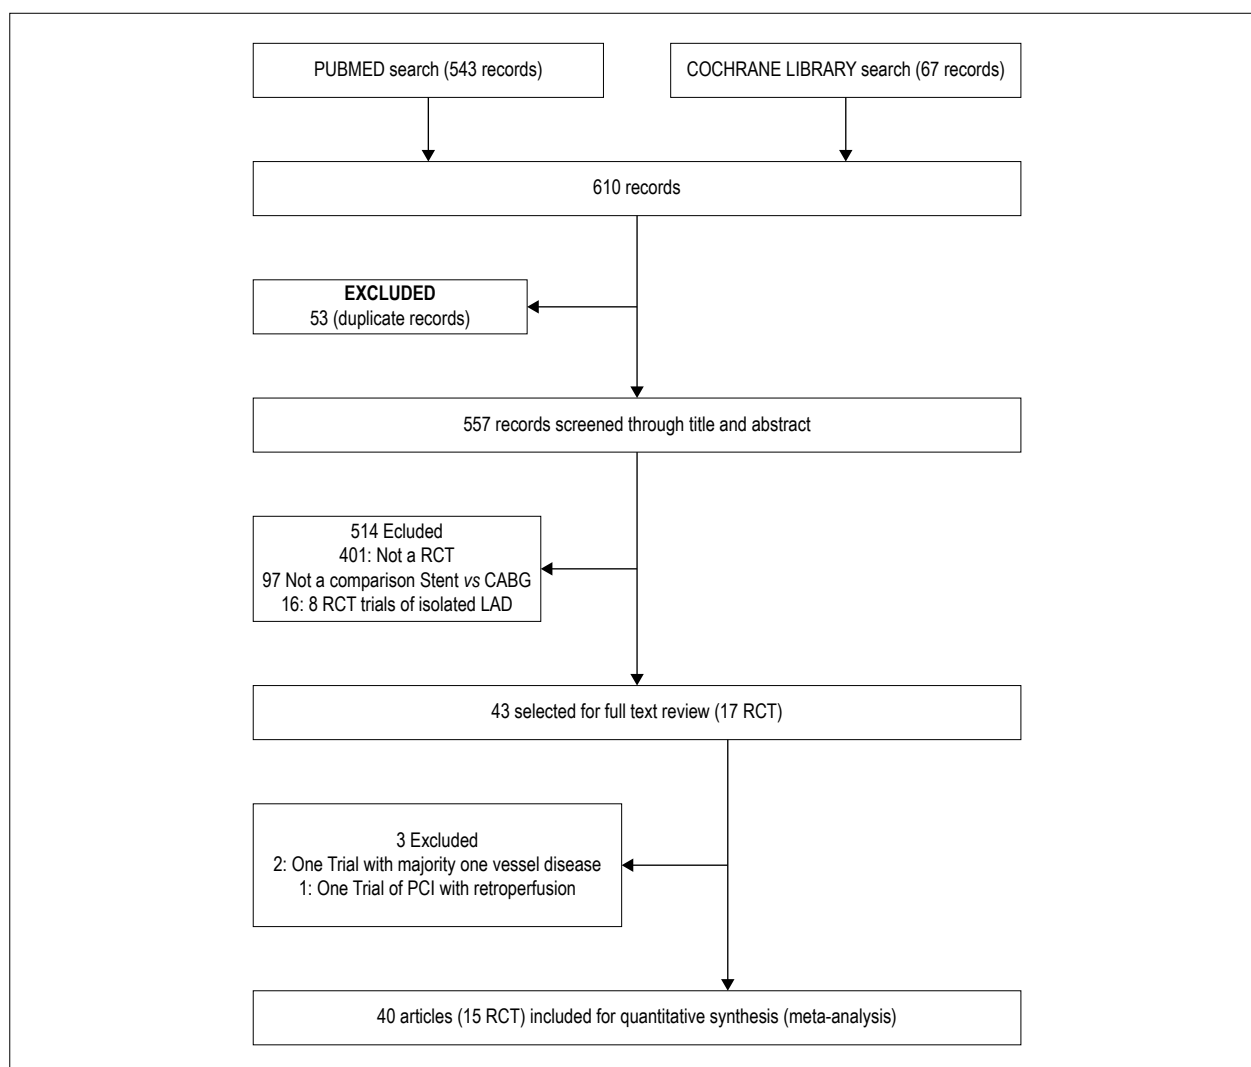 PUBMED search (543 records)
COCHRANE LIBRARY search (67 records)
610 records
EXCLUDED
53 (duplicate records)
557 records screened through title and abstract
514 Ecluded
401: Not a RCT
97 Not a comparison Stent vs CABG
16: 8 RCT trials of isolated LAD
43 selected for full text review (17 RCT)
3 Excluded
2: One Trial with majority one vessel disease
1: One Trial of PCI with retroperfusion
40 articles (15 RCT) included for quantitative synthesis (meta-analysis)